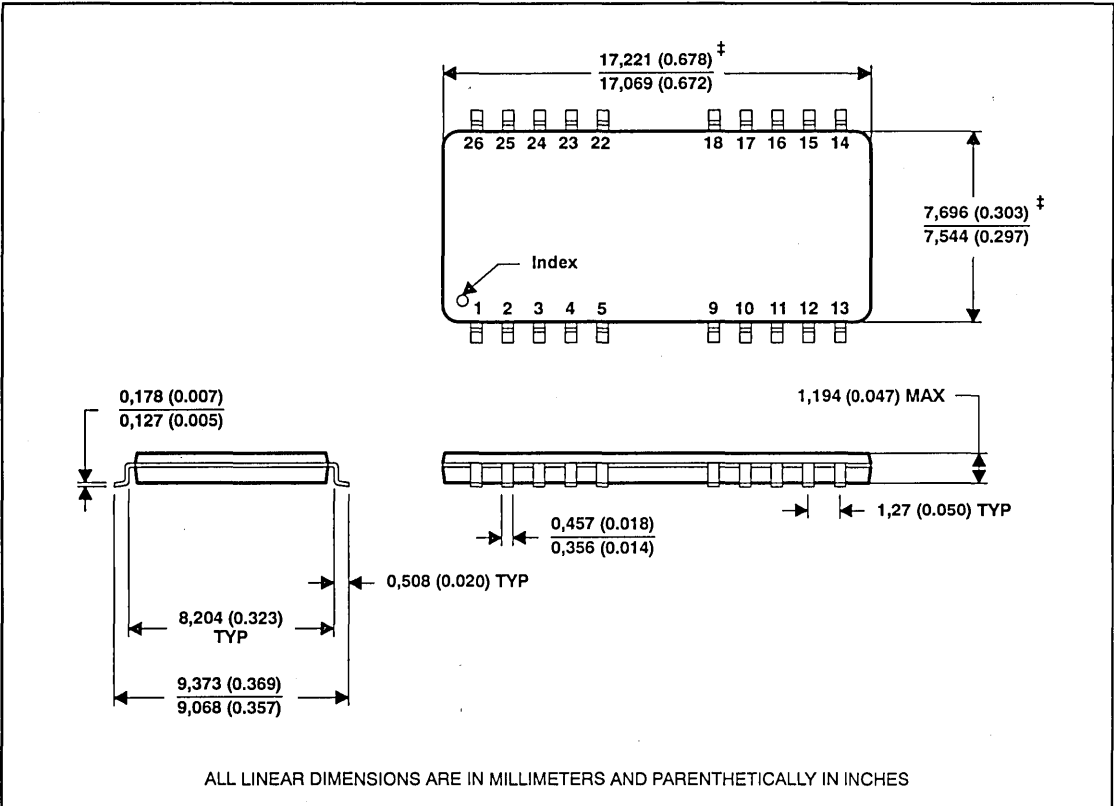 17,221 (0.678) ‡
17,069 (0.672)
26 25 24 23 22 18 17 16 15 14
7,696 (0.303) ‡
7,544 (0.297)
Index
1 2 3 4 5 9 10 11 12 13
0,178 (0.007)
0,127 (0.005)
1,194 (0.047) MAX
1,27 (0.050) TYP
0,457 (0.018)
0,356 (0.014)
0,508 (0.020) TYP
8,204 (0.323)
TYP
9,373 (0.369)
9,068 (0.357)
ALL LINEAR DIMENSIONS ARE IN MILLIMETERS AND PARENTHETICALLY IN INCHES